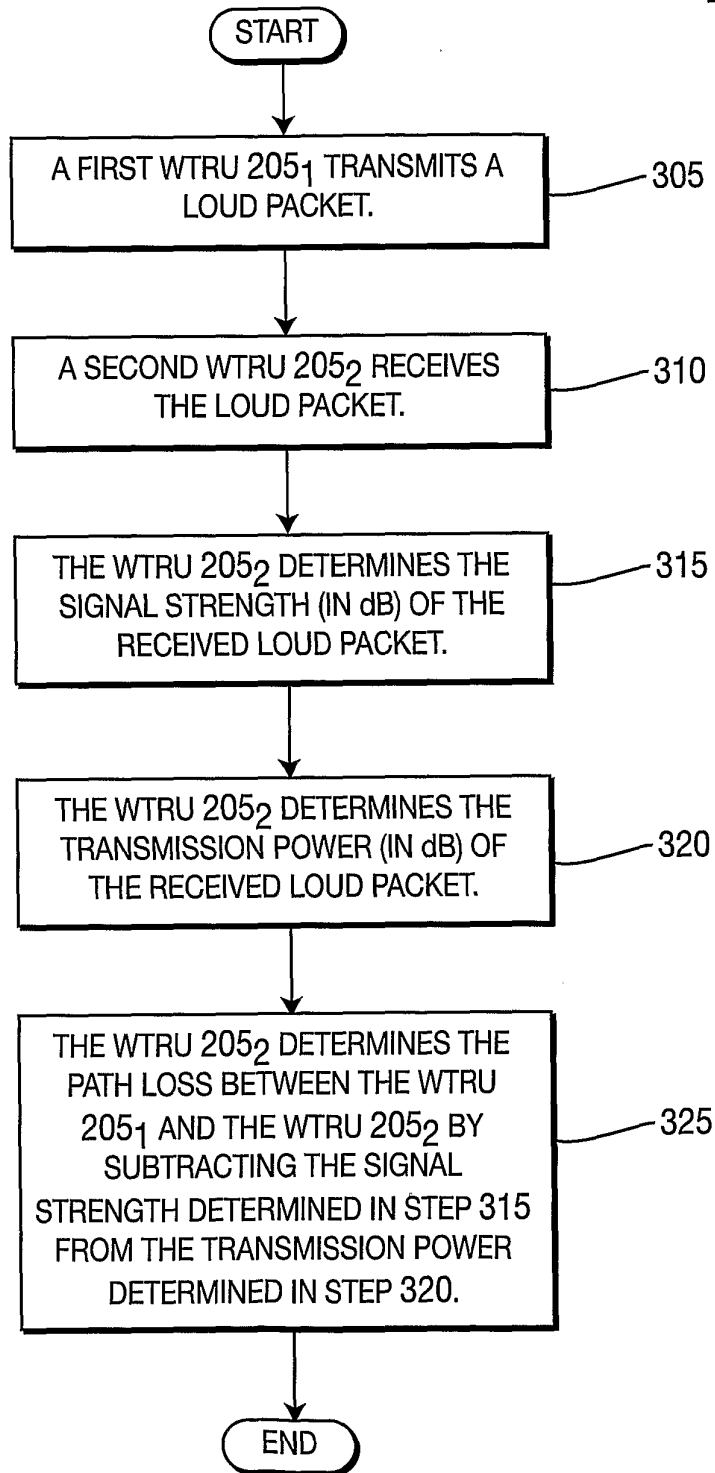 START
A FIRST WTRU 205₁ TRANSMITS A
LOUD PACKET.
305
A SECOND WTRU 205₂ RECEIVES
THE LOUD PACKET.
310
THE WTRU 205₂ DETERMINES THE
SIGNAL STRENGTH (IN dB) OF THE
RECEIVED LOUD PACKET.
315
THE WTRU 205₂ DETERMINES THE
TRANSMISSION POWER (IN dB) OF
THE RECEIVED LOUD PACKET.
320
THE WTRU 205₂ DETERMINES THE
PATH LOSS BETWEEN THE WTRU
205₁ AND THE WTRU 205₂ BY
SUBTRACTING THE SIGNAL
STRENGTH DETERMINED IN STEP 315
FROM THE TRANSMISSION POWER
DETERMINED IN STEP 320.
325
END